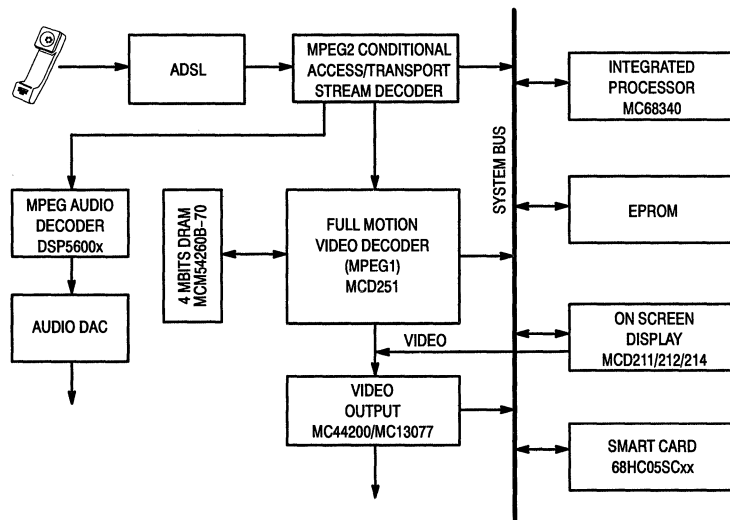 ADSL
MPEG2 CONDITIONAL
ACCESS/TRANSPORT
STREAM DECODER
INTEGRATED
PROCESSOR
MC68340
SYSTEM BUS
MPEG AUDIO
DECODER
DSP5600x
4 MBITS DRAM
MCM54260B-70
FULL MOTION
VIDEO DECODER
(MPEG1)
MCD251
EPROM
AUDIO DAC
VIDEO
ON SCREEN
DISPLAY
MCD211/212/214
VIDEO
OUTPUT
MC44200/MC13077
SMART CARD
68HC05SCxx